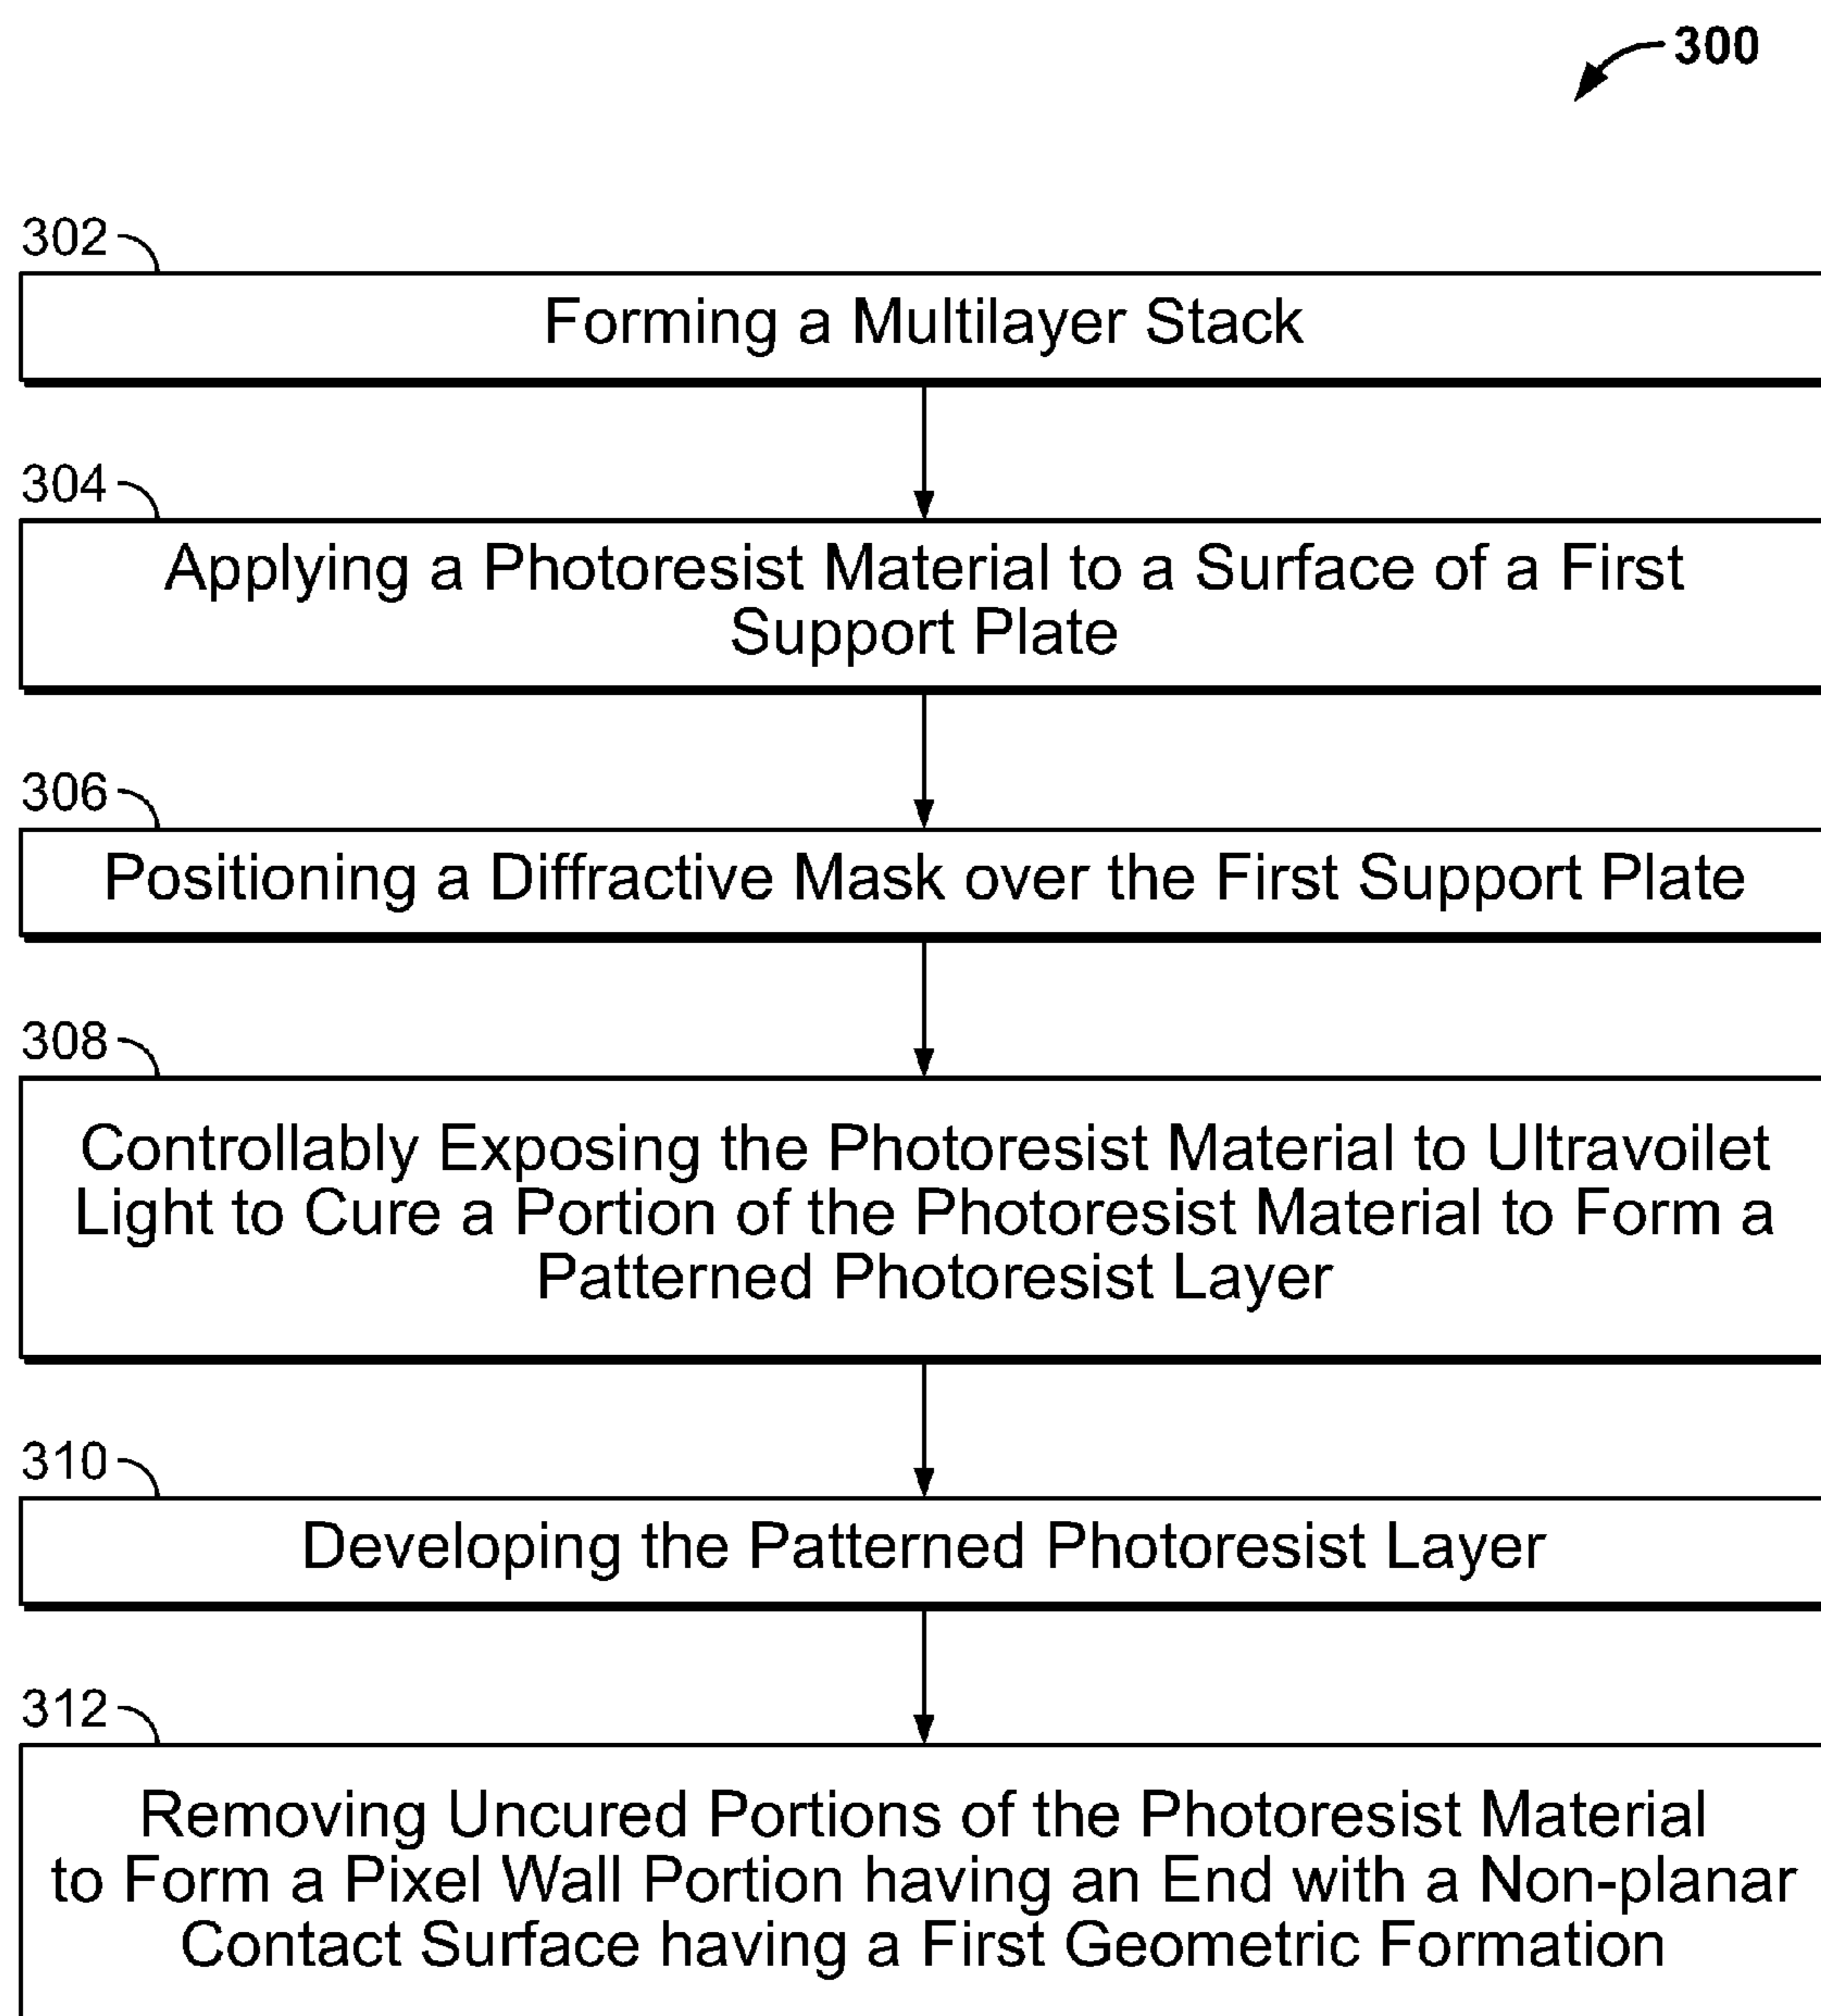 300
302
Forming a Multilayer Stack
304
Applying a Photoresist Material to a Surface of a First
Support Plate
306
Positioning a Diffractive Mask over the First Support Plate
308
Controllably Exposing the Photoresist Material to Ultravoilet
Light to Cure a Portion of the Photoresist Material to Form a
Patterned Photoresist Layer
310
Developing the Patterned Photoresist Layer
312
Removing Uncured Portions of the Photoresist Material
to Form a Pixel Wall Portion having an End with a Non-planar
Contact Surface having a First Geometric Formation